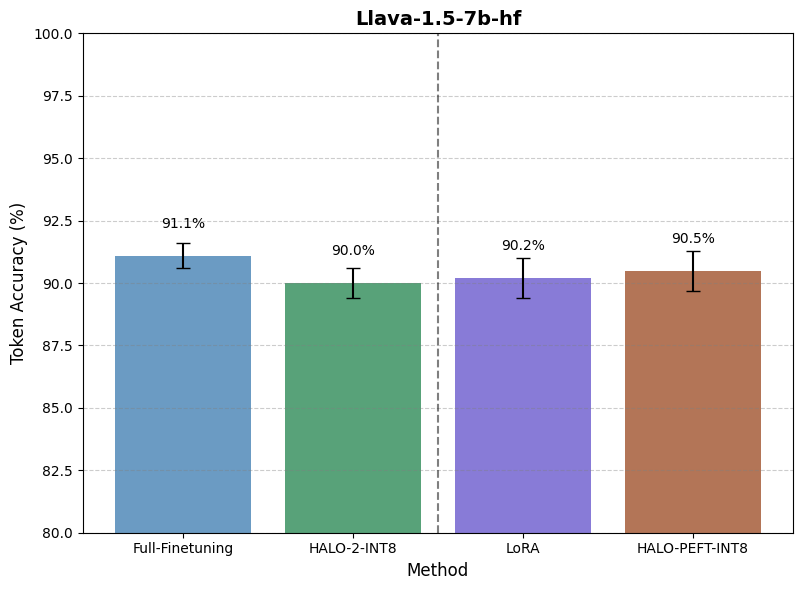 Llava-1.5-7b-hf
Token Accuracy (%)
100.0
97.5
95.0
92.5
90.0
87.5
85.0
82.5
80.0
91.1%
90.0%
90.2%
90.5%
Full-Finetuning
HALO-2-INT8
LoRA
HALO-PEFT-INT8
Method